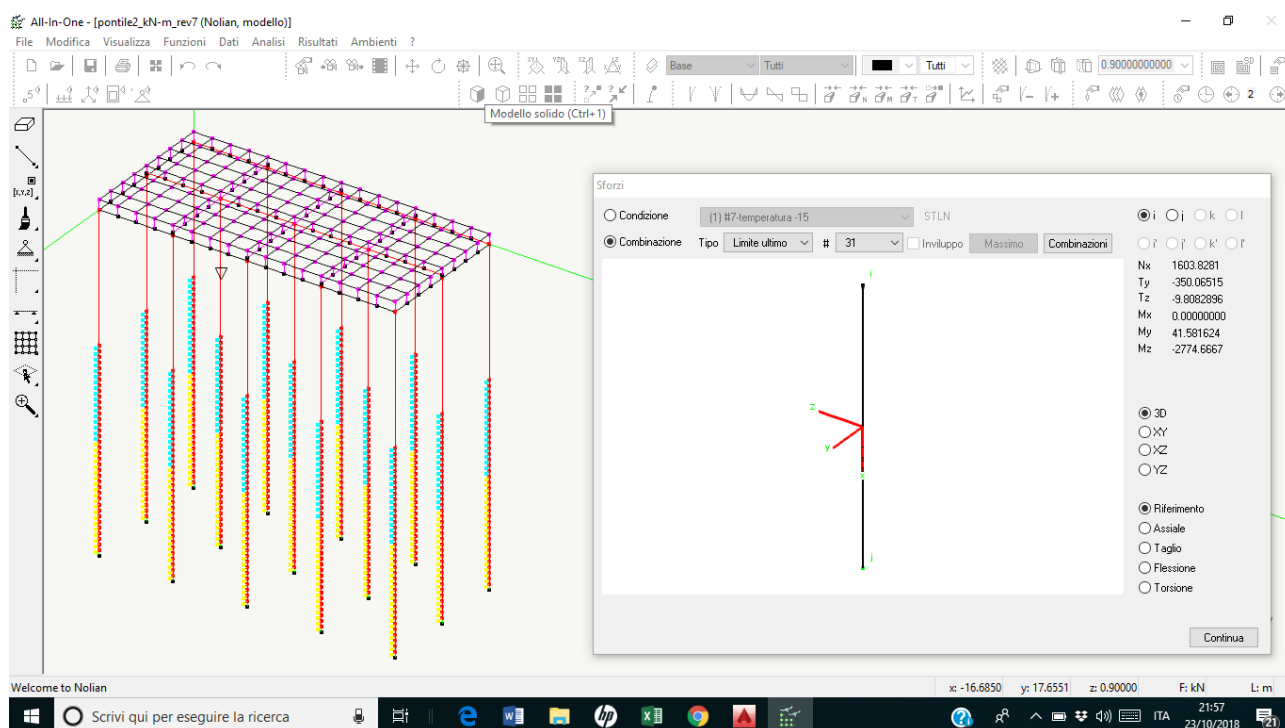 All-In-One - [pontile2_kN-m_rev7 (Nolian, modello)]
File Modifica Visualizza Funzioni Dati Analisi Risultati Ambienti ?
Base Tutti Tutti 0.90000000000
2
Modello solido (Ctrl+1)
[x,y,z]
Sforzi
Condizione (1) #7-temperatura -15 STLN i j k l
Combinazione Tipo Limite ultimo # 31 Inviluppo Massimo Combinazioni i' j' k' l'
Nx 1603.8281
Ty -350.06515
Tz -9.8082896
Mx 0.00000000
My 41.581624
Mz -2774.6667
i
z
y
x
j
3D
XY
XZ
YZ
Riferimento
Assiale
Taglio
Flessione
Torsione
Continua
Welcome to Nolian x: -16.6850 y: 17.6551 z: 0.90000 F: kN L: m
Scrivi qui per eseguire la ricerca ITA 21:57
23/10/2018